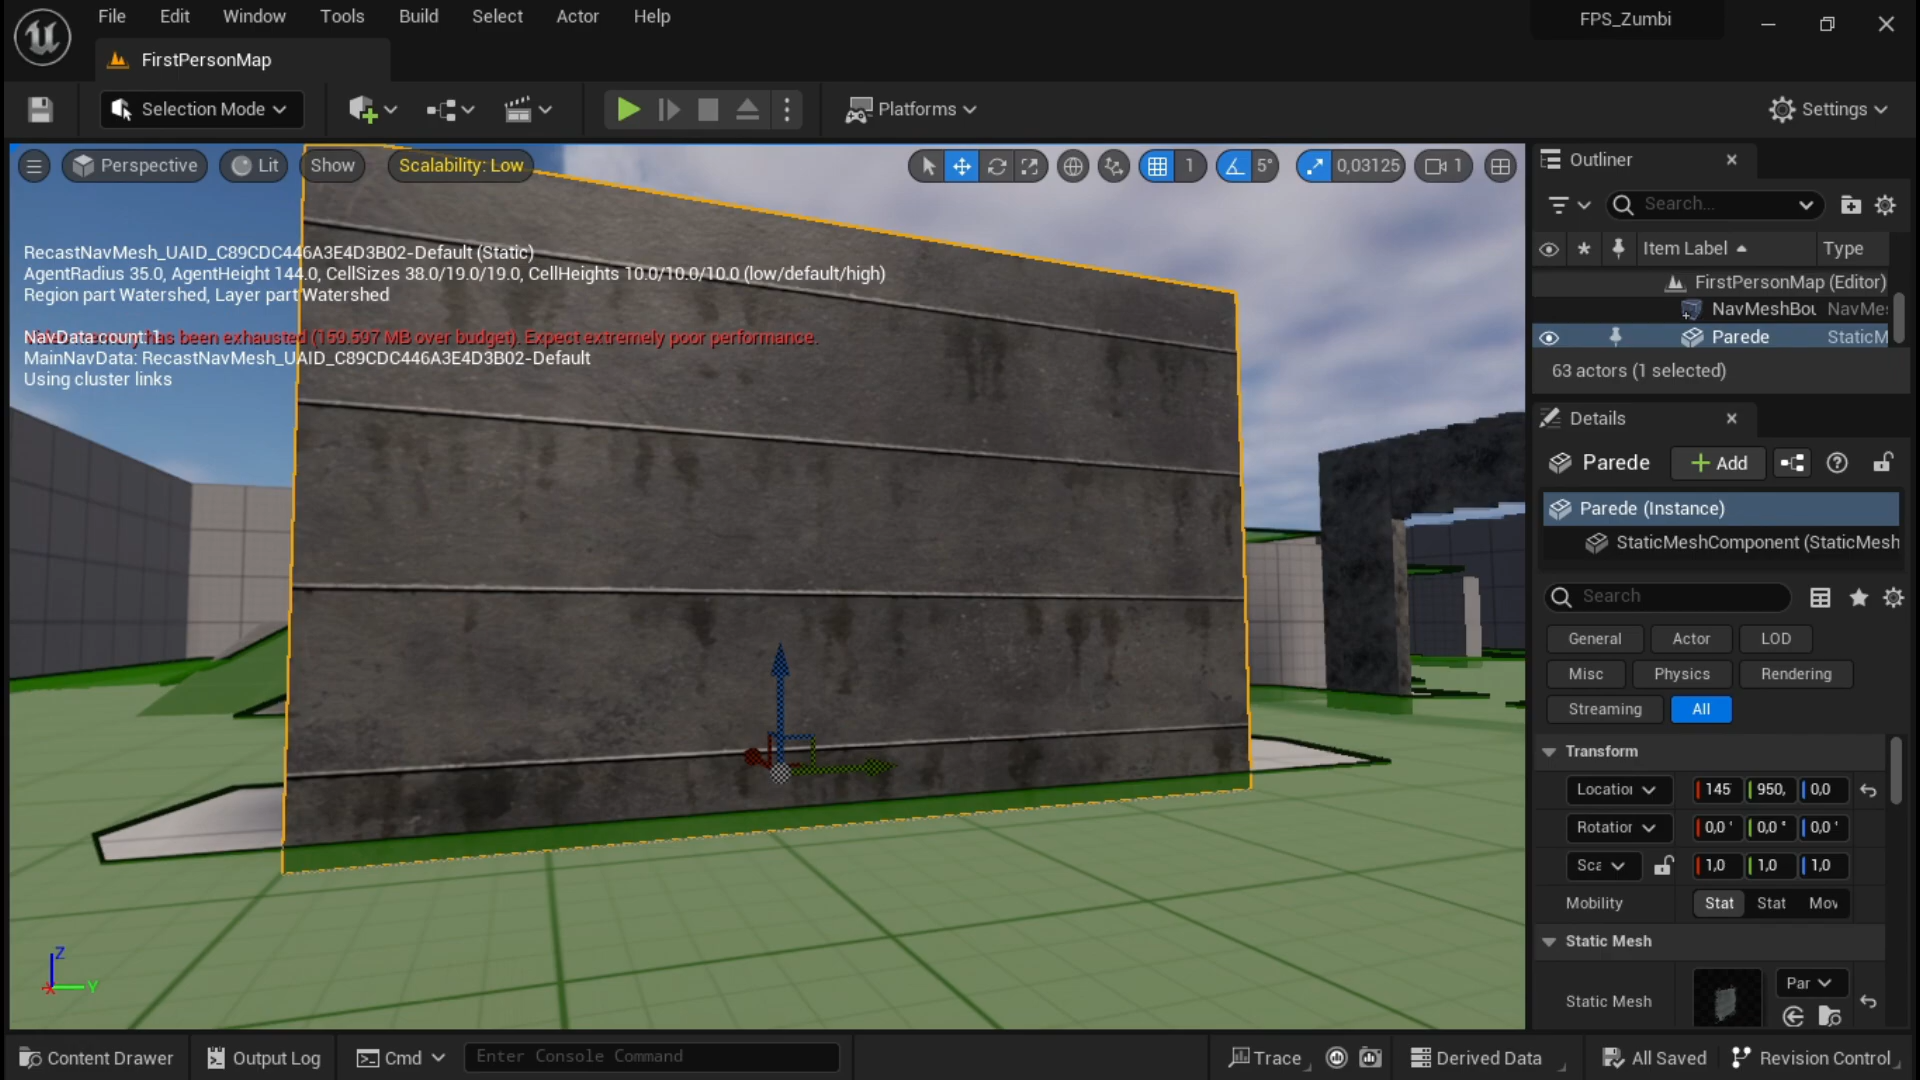 File Edit Window Tools Build Select Actor Help FPS_Zumbi
FirstPersonMap
Selection Mode Platforms Settings
Perspective Lit Show Scalability: Low 1 5° 0,03125 1
RecastNavMesh_UAID_C89CDC446A3E4D3B02-Default (Static)
AgentRadius 35.0, AgentHeight 144.0, CellSizes 38.0/19.0/19.0, CellHeights 10.0/10.0/10.0 (low/default/high)
Region part Watershed, Layer part Watershed
NavData count: 1
has been exhausted (159.597 MB over budget). Expect extremely poor performance.
MainNavData: RecastNavMesh_UAID_C89CDC446A3E4D3B02-Default
Using cluster links
Z
Y
Outliner
Search...
Item Label Type
FirstPersonMap (Editor)
NavMeshBou NavMe
Parede StaticM
63 actors (1 selected)
Details
Parede Add
Parede (Instance)
StaticMeshComponent (StaticMesh
Search
General Actor LOD
Misc Physics Rendering
Streaming All
Transform
Location 145 950, 0,0
Rotation 0,0 ° 0,0 ° 0,0 °
Sca 1,0 1,0 1,0
Mobility Stat Stat Mov
Static Mesh
Static Mesh Par
Content Drawer Output Log Cmd Enter Console Command Trace Derived Data All Saved Revision Control